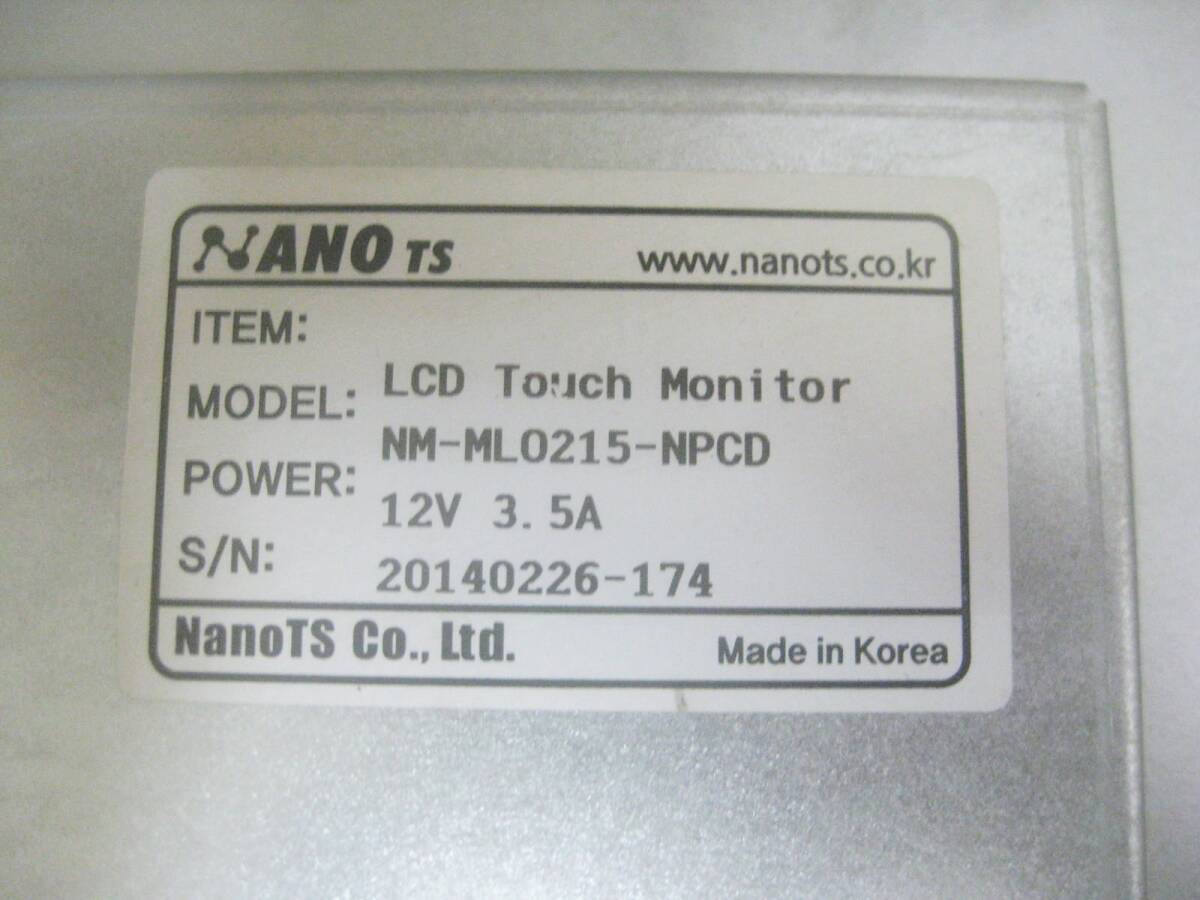 NANO TS www.nanots.co.kr
ITEM: LCD Touch Monitor
MODEL: NM-ML0215-NPCD
POWER: 12V 3.5A
S/N: 20140226-174
NanoTS Co., Ltd. Made in Korea